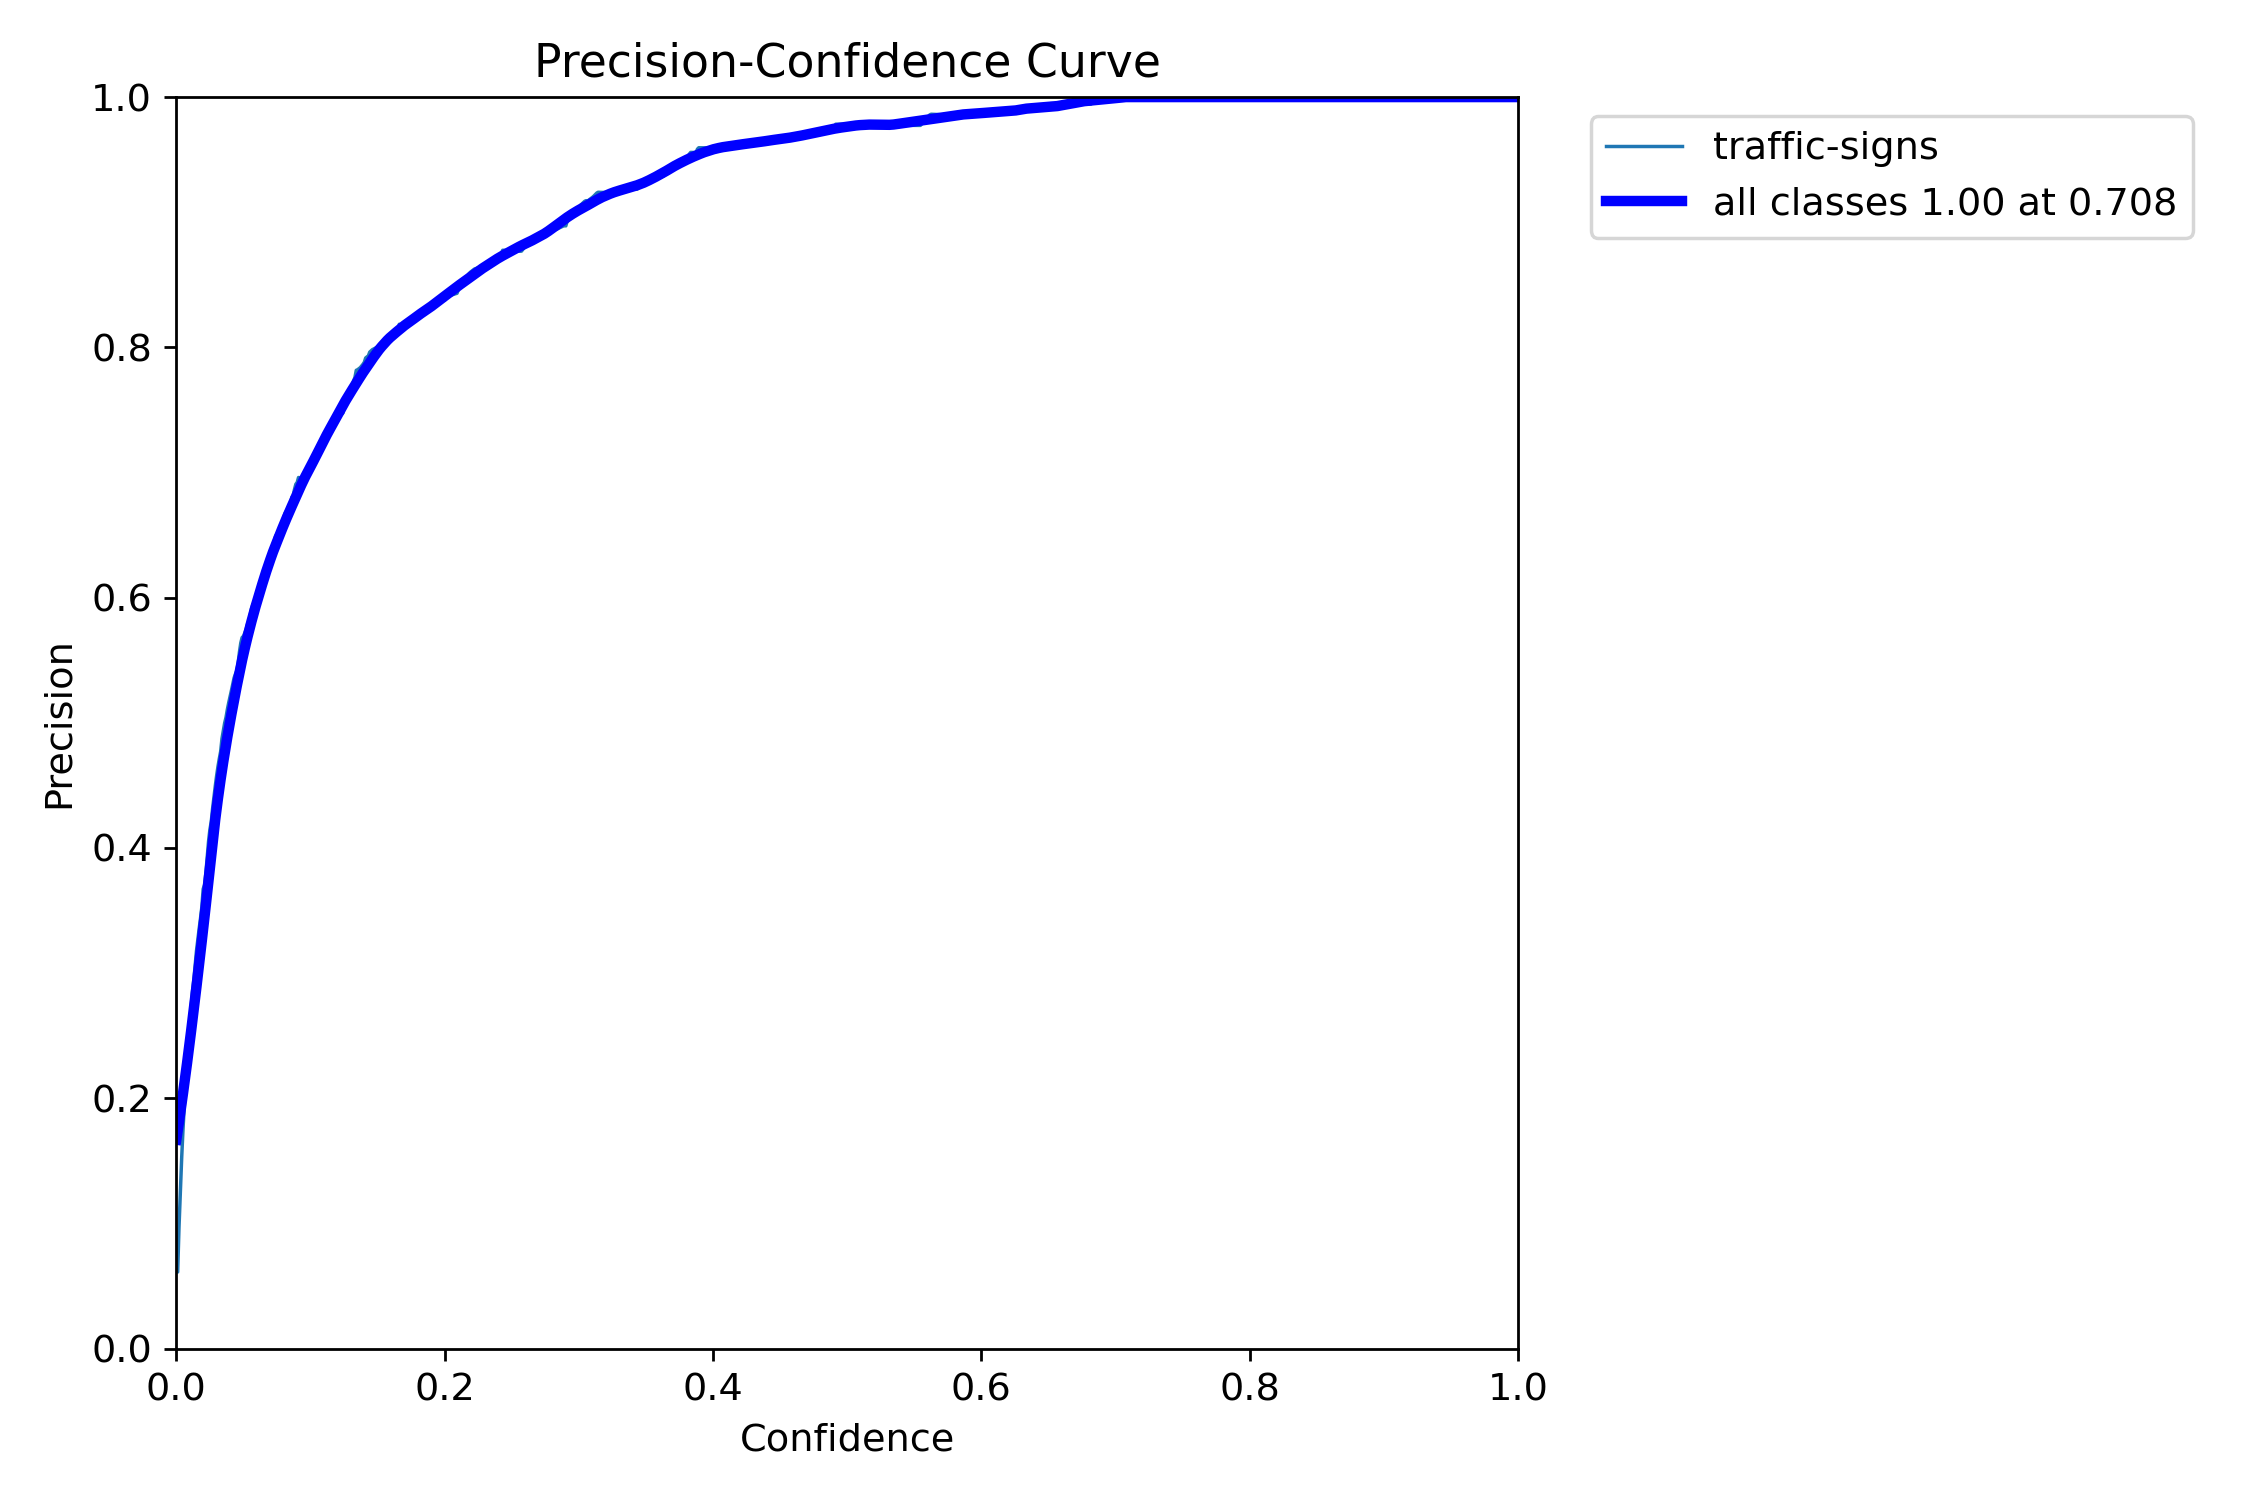 Precision-Confidence Curve
1.0
0.8
0.6
0.4
0.2
0.0
Precision
0.0 0.2 0.4 0.6 0.8 1.0
Confidence
traffic-signs
all classes 1.00 at 0.708